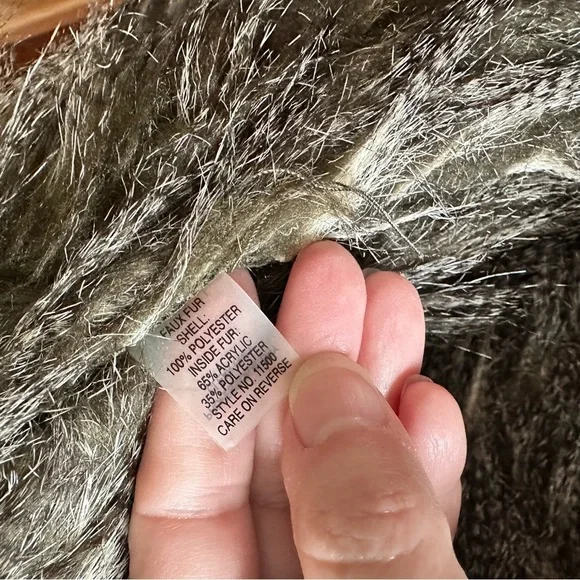 FAUX FUR
SHELL:
100% POLYESTER
INSIDE FUR:
65% ACRYLIC
35% POLYESTER
STYLE NO. 11500
CARE ON REVERSE